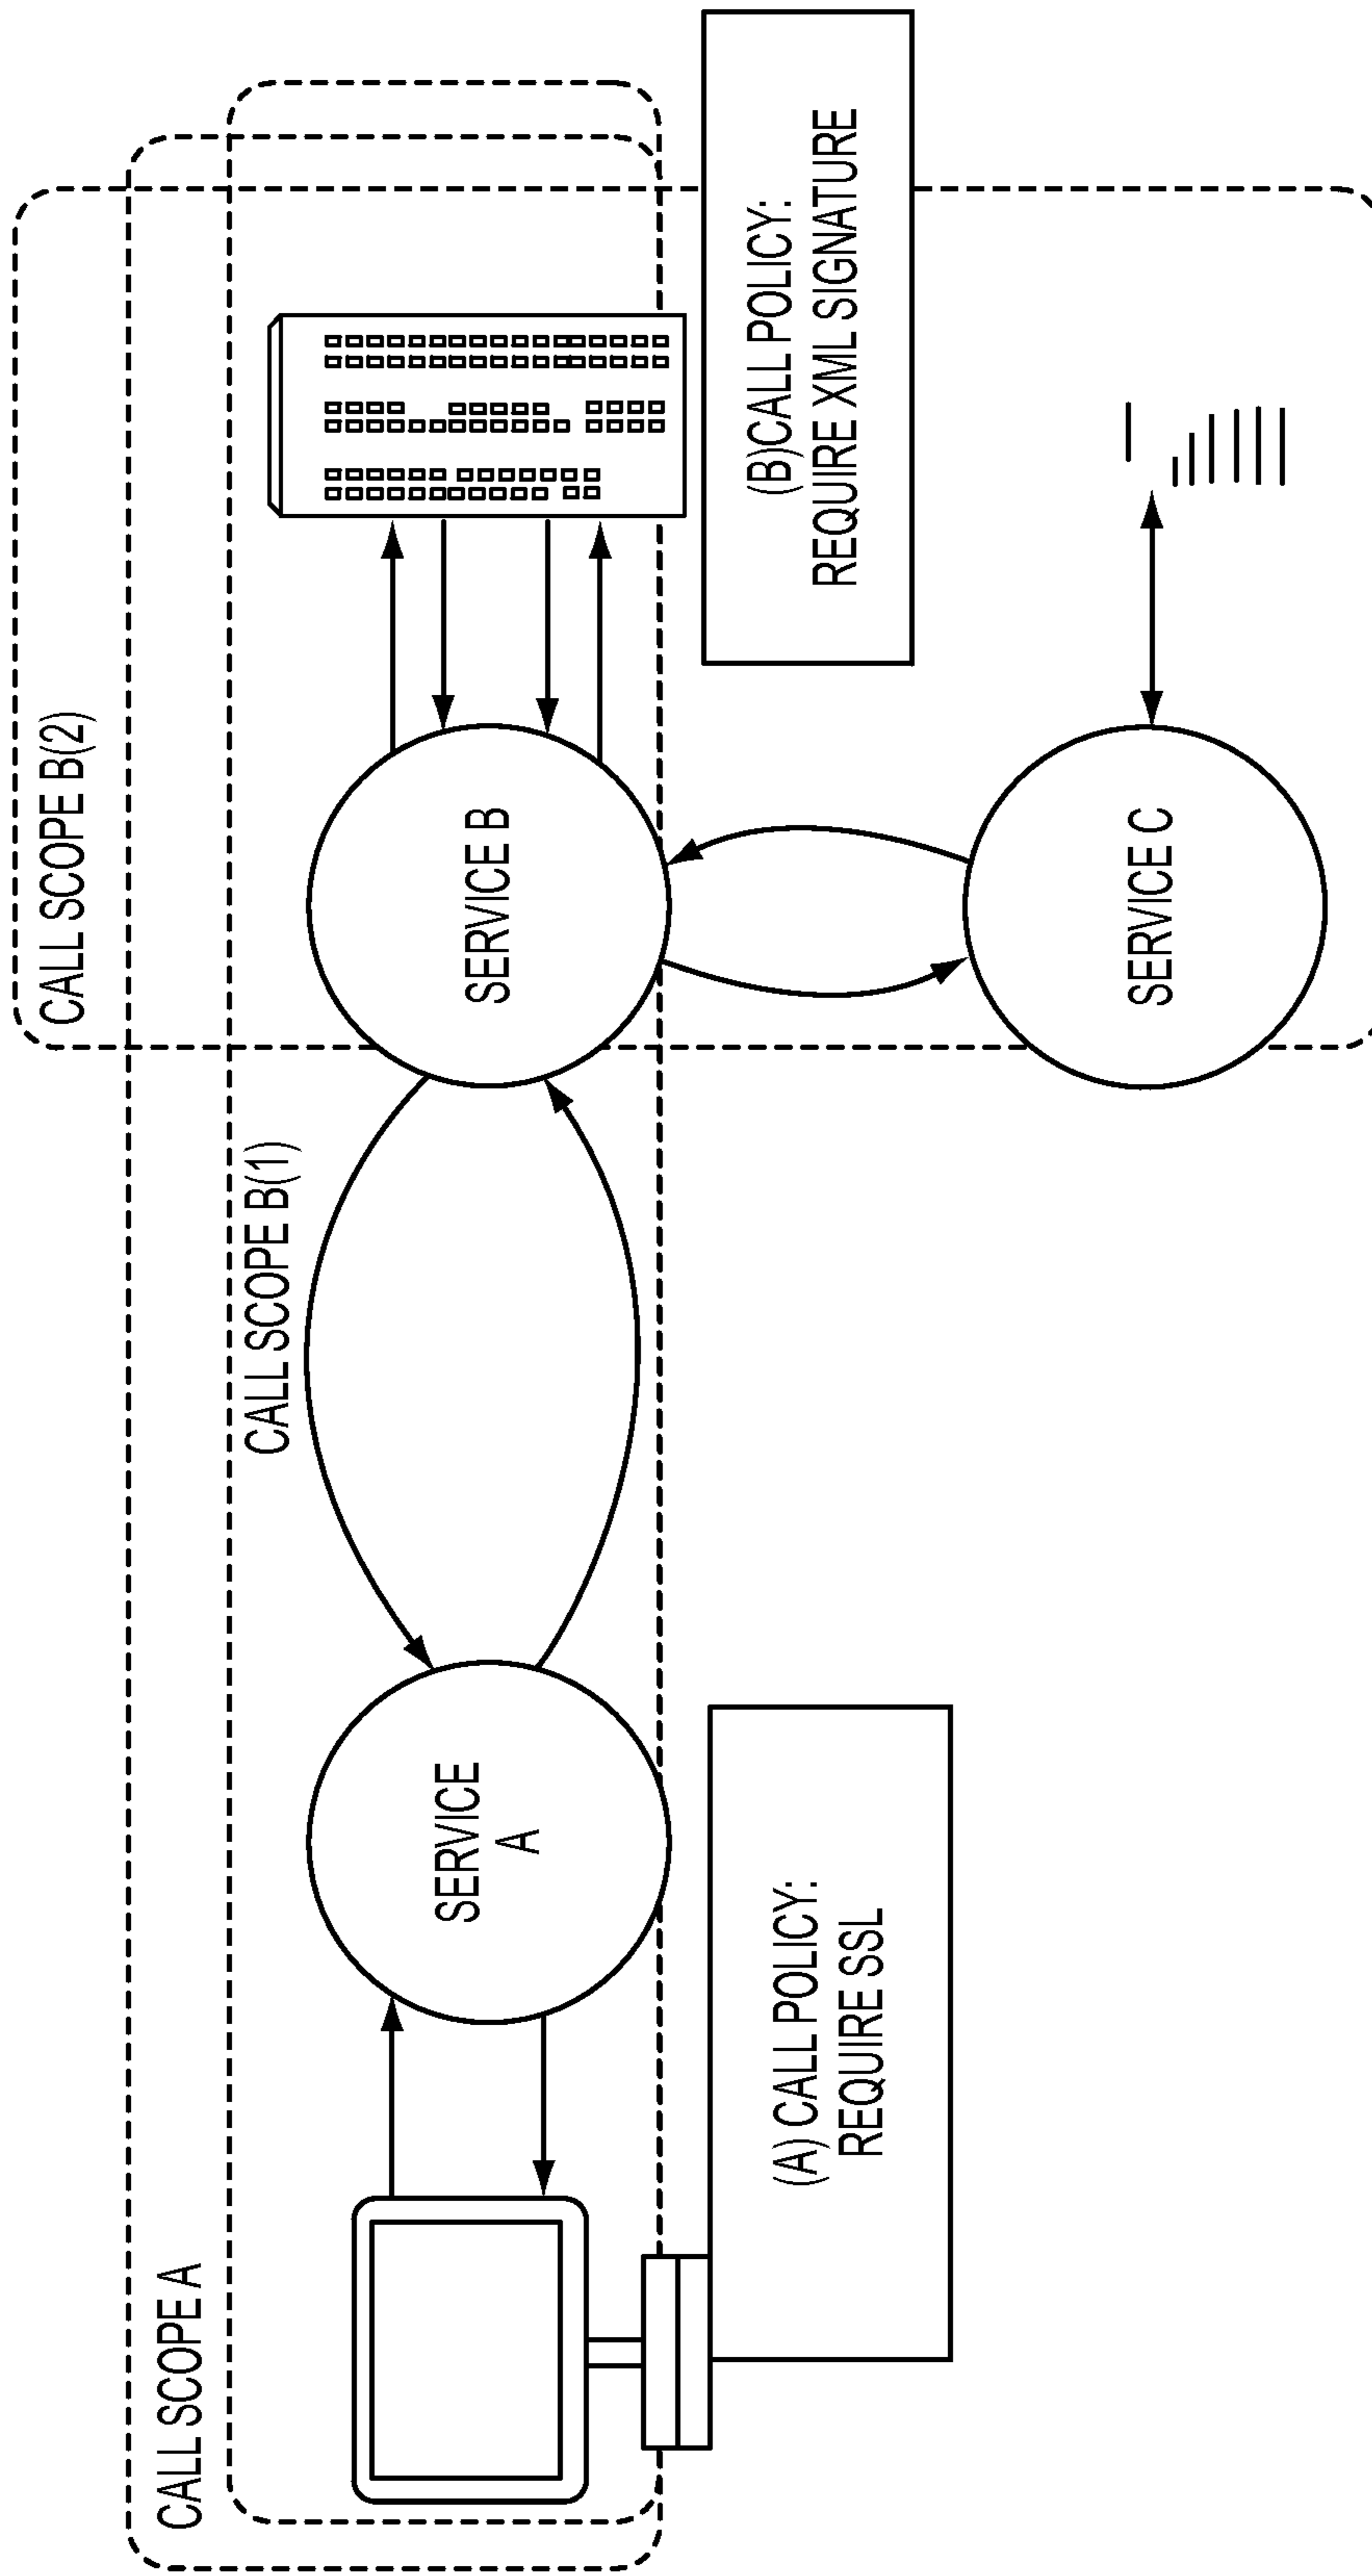 CALL SCOPE A
CALL SCOPE B(2)
CALL SCOPE B(1)
SERVICE
A
SERVICE B
(A) CALL POLICY:
REQUIRE SSL
(B)CALL POLICY:
REQUIRE XML SIGNATURE
SERVICE C